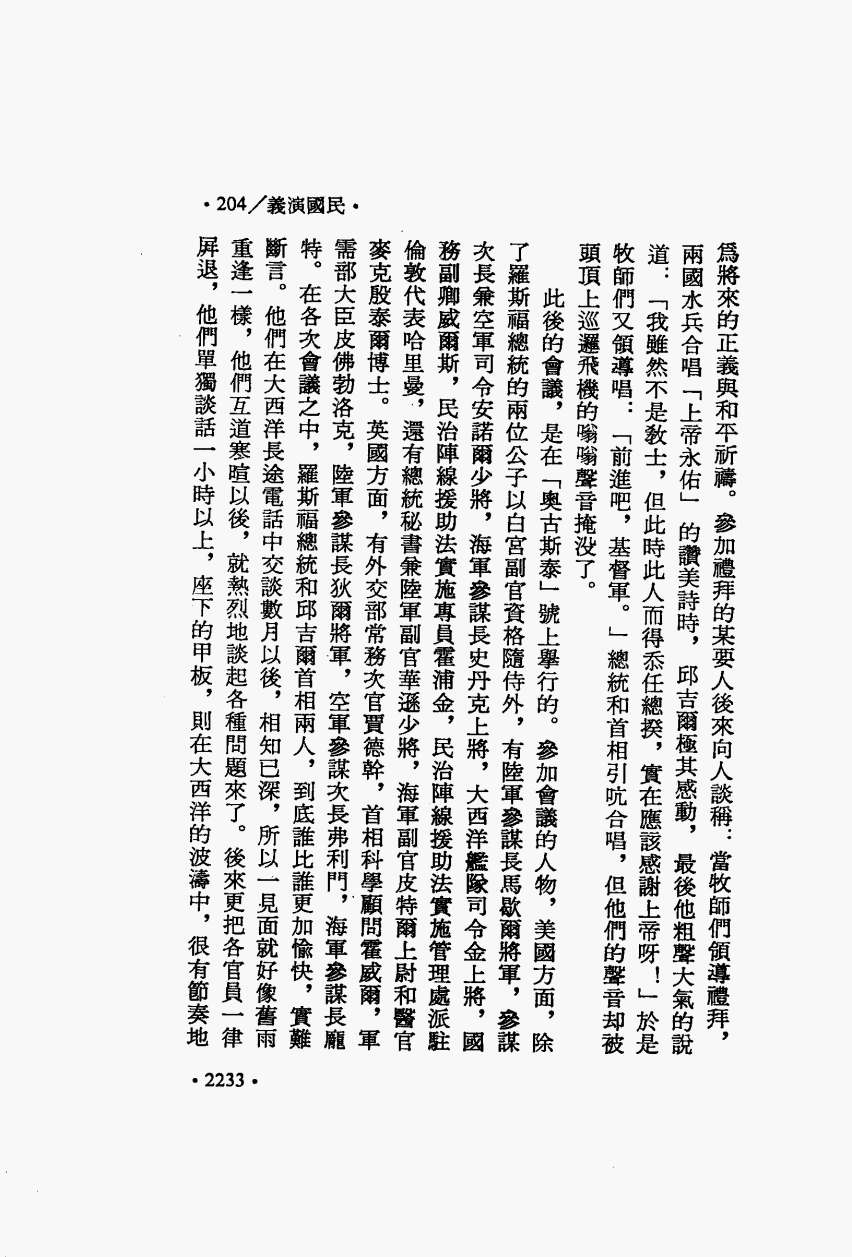 •204／義演國民•
爲將來的正義與和平祈禱。參加禮拜的某要人後來向人談稱：當牧師們領導禮拜，
兩國水兵合唱「上帝永佑」的讚美詩時，邱吉爾極其感動，最後他粗聲大氣的說
道：「我雖然不是教士，但此時此人而得忝任總揆，實在應該感謝上帝呀！」於是
牧師們又領導唱：「前進吧，基督軍。」總統和首相引吭合唱，但他們的聲音却被
頭頂上巡邏飛機的嗡嗡聲音掩没了。
此後的會議，是在「奧古斯泰」號上舉行的。參加會議的人物，美國方面，除
了羅斯福總統的兩位公子以白宮副官資格隨侍外，有陸軍參謀長馬歇爾將軍，參謀
次長兼空軍司令安諾爾少將，海軍參謀長史丹克上將，大西洋艦隊司令金上將，國
務副卿威爾斯，民治陣線援助法實施專員霍浦金，民治陣線援助法實施管理處派駐
倫敦代表哈里曼，還有總統秘書兼陸軍副官華遜少將，海軍副官皮特爾上尉和醫官
麥克殷泰爾博士。英國方面，有外交部常務次官賈德幹，首相科學顧問霍威爾，軍
需部大臣皮佛勃洛克，陸軍參謀長狄爾將軍，空軍參謀次長弗利門，海軍參謀長龐
特。在各次會議之中，羅斯福總統和邱吉爾首相兩人，到底誰比誰更加愉快，實難
斷言。他們在大西洋長途電話中交談數月以後，相知已深，所以一見面就好像舊雨
重逢一樣，他們互道寒暄以後，就熱烈地談起各種問題來了。後來更把各官員一律
屏退，他們單獨談話一小時以上，座下的甲板，則在大西洋的波濤中，很有節奏地
•2233•